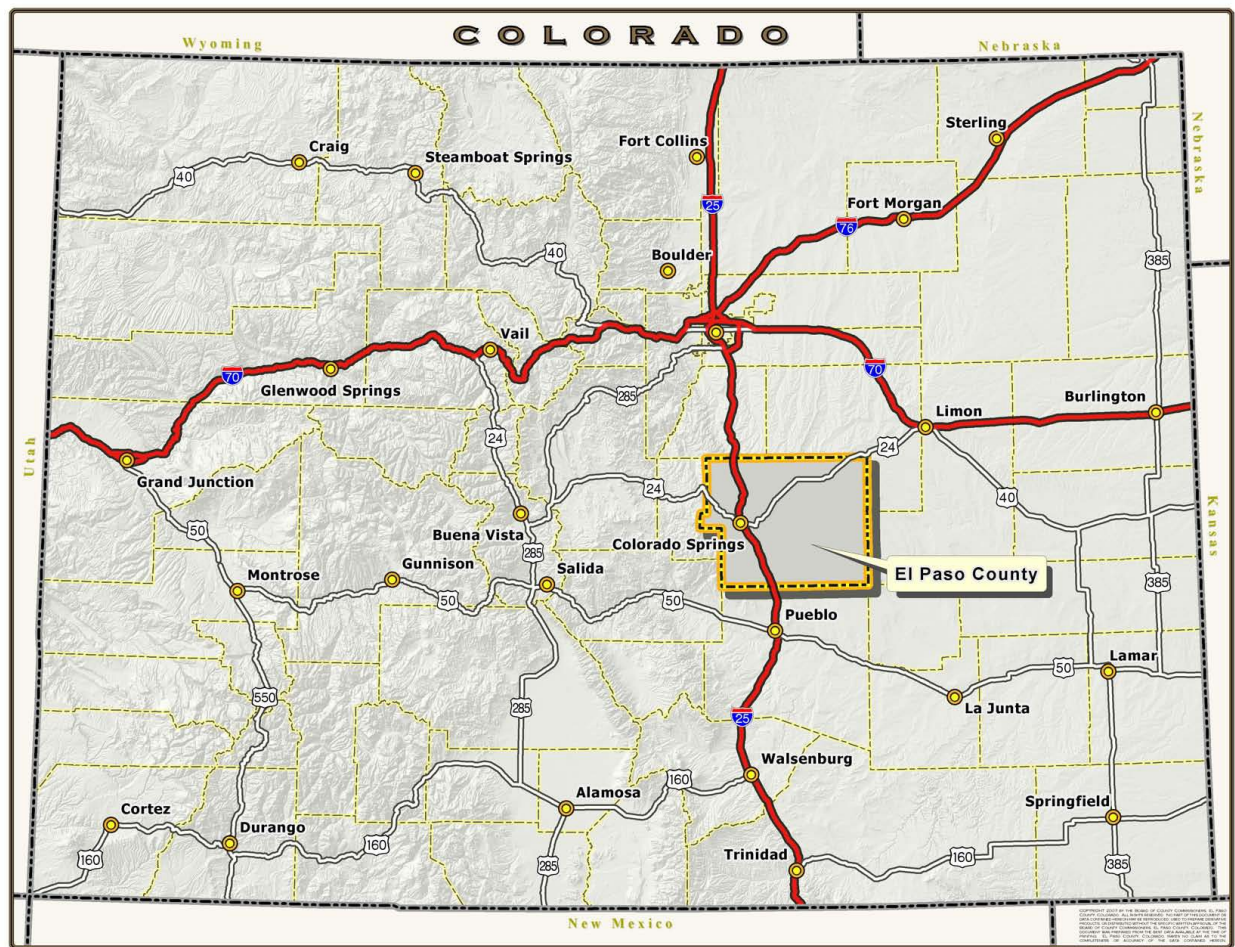 COLORADO
Wyoming
Nebraska
Sterling
Fort Collins
Craig
Steamboat Springs
40
25
Fort Morgan
76
Nebraska
Boulder
40
385
Vail
70
Glenwood Springs
70
285
Burlington
Limon
Utah
24
24
Grand Junction
24
40
Kansas
50
Buena Vista
Colorado Springs
285
El Paso County
Gunnison
Salida
Montrose
385
50
50
Pueblo
Lamar
50
550
La Junta
285
25
Walsenburg
160
Alamosa
Springfield
Cortez
Durango
160
160
285
Trinidad
160
385
New Mexico